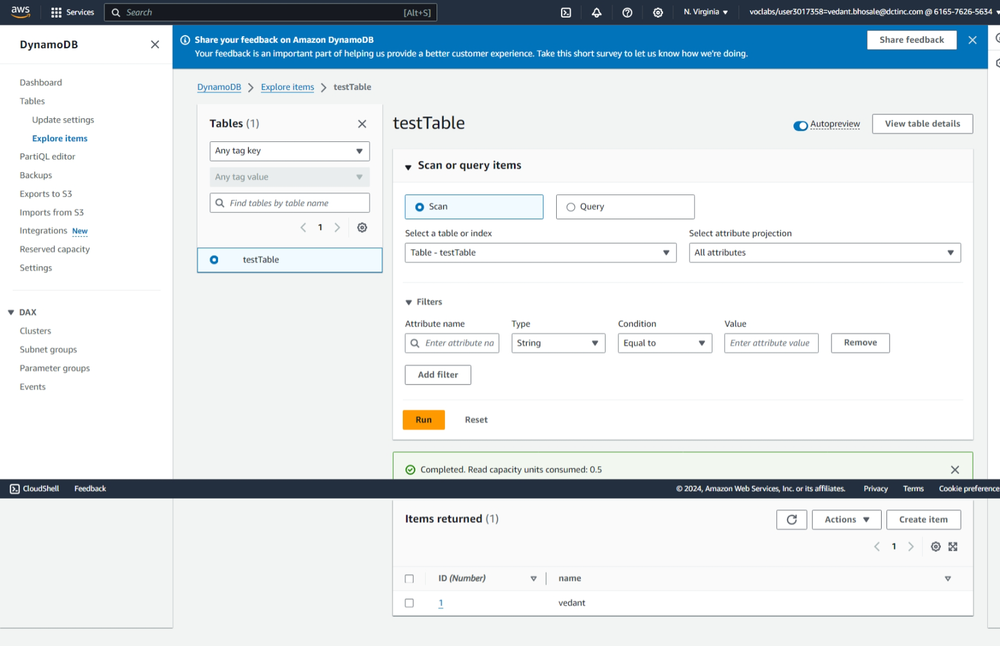 aws Services Search [Alt+S] N. Virginia voclabs/user3017358=vedant.bhosale@dctinc.com @ 6165-7626-5634
DynamoDB
Dashboard
Tables
Update settings
Explore items
PartiQL editor
Backups
Exports to S3
Imports from S3
Integrations New
Reserved capacity
Settings
DAX
Clusters
Subnet groups
Parameter groups
Events
Share your feedback on Amazon DynamoDB
Your feedback is an important part of helping us provide a better customer experience. Take this short survey to let us know how we're doing.
Share feedback
DynamoDB Explore items testTable
Tables (1)
Any tag key
Any tag value
Find tables by table name
1
testTable
testTable
Autopreview View table details
Scan or query items
Scan Query
Select a table or index Select attribute projection
Table - testTable All attributes
Filters
Attribute name Type Condition Value
Enter attribute na String Equal to Enter attribute value Remove
Add filter
Run Reset
Completed. Read capacity units consumed: 0.5
CloudShell Feedback © 2024, Amazon Web Services, Inc. or its affiliates. Privacy Terms Cookie preference
Items returned (1) Actions Create item
1
ID (Number) name
1 vedant